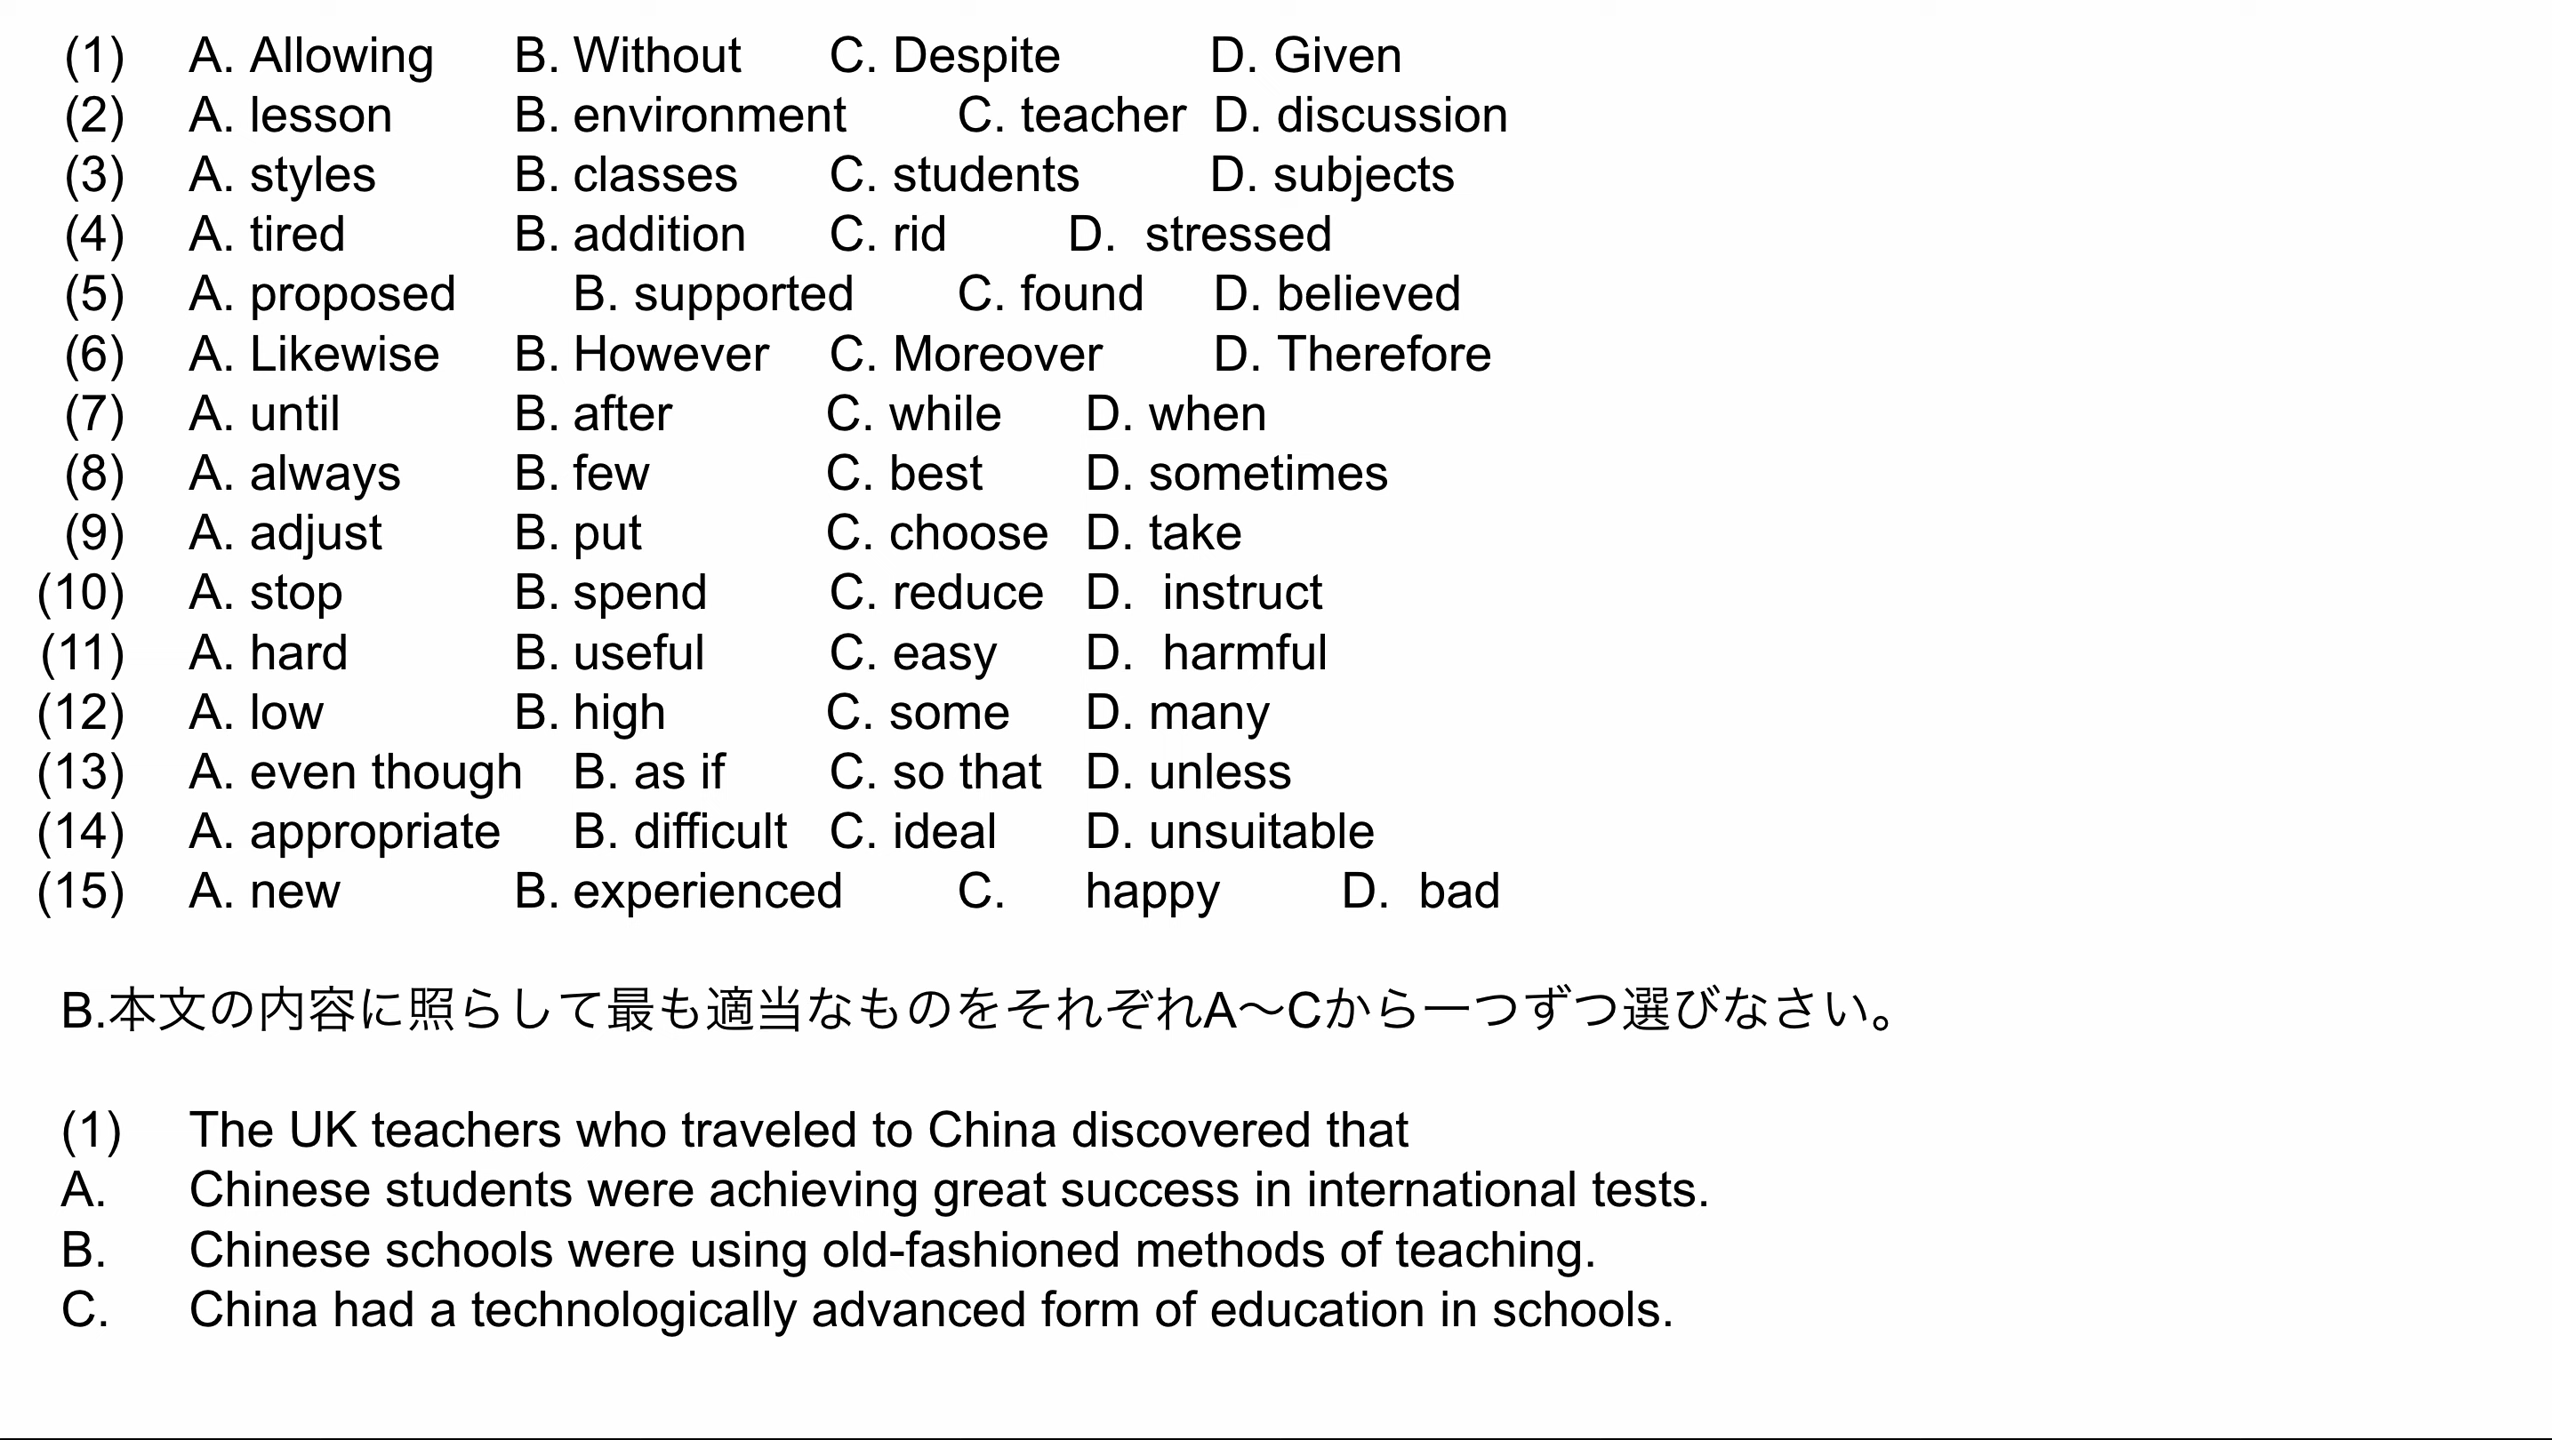 (1) A. Allowing B. Without C. Despite D. Given
(2) A. lesson B. environment C. teacher D. discussion
(3) A. styles B. classes C. students D. subjects
(4) A. tired B. addition C. rid D. stressed
(5) A. proposed B. supported C. found D. believed
(6) A. Likewise B. However C. Moreover D. Therefore
(7) A. until B. after C. while D. when
(8) A. always B. few C. best D. sometimes
(9) A. adjust B. put C. choose D. take
(10) A. stop B. spend C. reduce D. instruct
(11) A. hard B. useful C. easy D. harmful
(12) A. low B. high C. some D. many
(13) A. even though B. as if C. so that D. unless
(14) A. appropriate B. difficult C. ideal D. unsuitable
(15) A. new B. experienced C. happy D. bad
B.本文の内容に照らして最も適当なものをそれぞれA〜Cから一つずつ選びなさい。
(1) The UK teachers who traveled to China discovered that
A. Chinese students were achieving great success in international tests.
B. Chinese schools were using old-fashioned methods of teaching.
C. China had a technologically advanced form of education in schools.